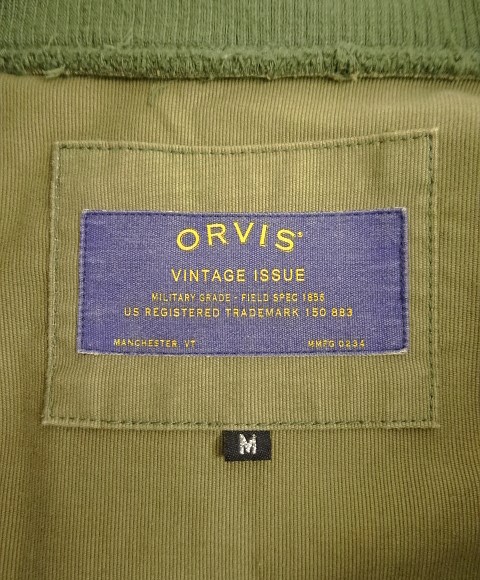 ORVIS®
VINTAGE ISSUE
MILITARY GRADE - FIELD SPEC 1856
US REGISTERED TRADEMARK 150 883
MANCHESTER, VT MMFG 0234
M